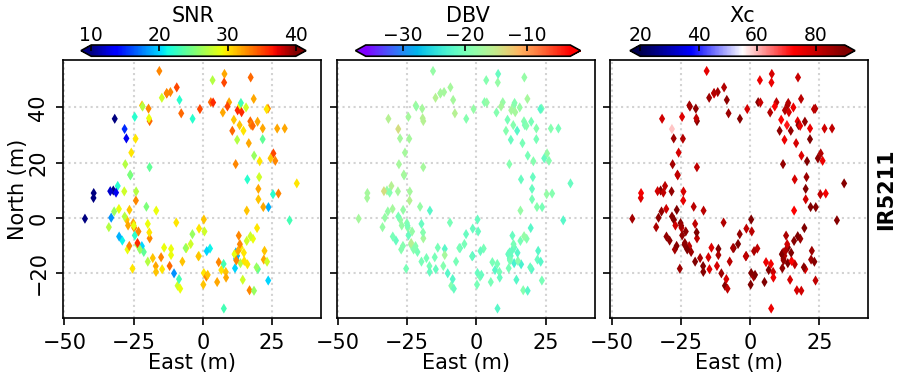 SNR DBV Xc
10 20 30 40 −30 −20 −10 20 40 60 80
North (m)
40
20
0
−20
−50 −25 0 25 −50 −25 0 25 −50 −25 0 25
East (m) East (m) East (m)
IR5211